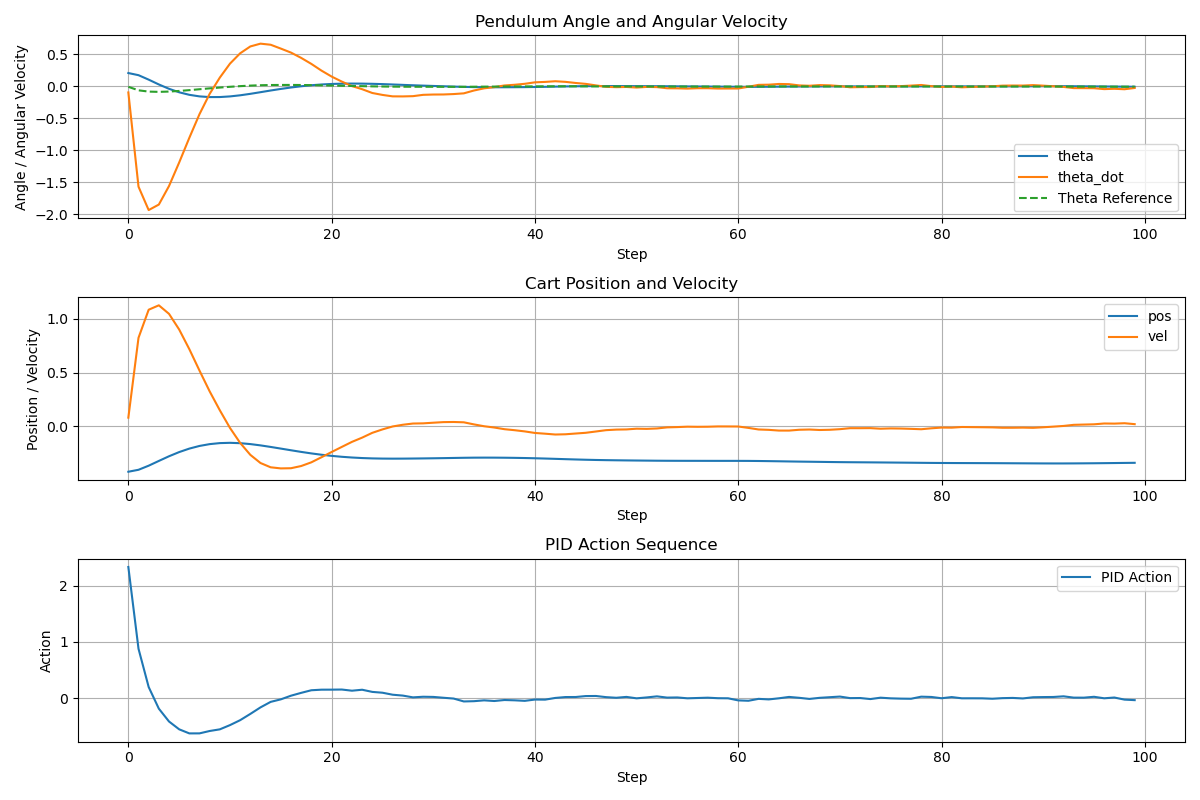 Pendulum Angle and Angular Velocity
Angle / Angular Velocity
0.5
0.0
−0.5
−1.0
−1.5
−2.0
theta
theta_dot
Theta Reference
0 20 40 60 80 100
Step
Cart Position and Velocity
Position / Velocity
1.0
0.5
0.0
pos
vel
0 20 40 60 80 100
Step
PID Action Sequence
Action
2
1
0
PID Action
0 20 40 60 80 100
Step